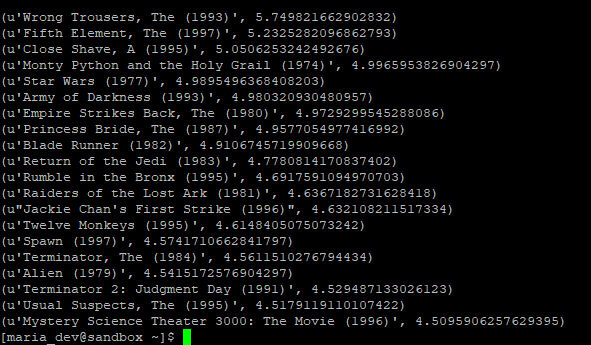 (u'Wrong Trousers, The (1993)', 5.749821662902832)
(u'Fifth Element, The (1997)', 5.2325282096862793)
(u'Close Shave, A (1995)', 5.0506253242492676)
(u'Monty Python and the Holy Grail (1974)', 4.9965953826904297)
(u'Star Wars (1977)', 4.9895496368408203)
(u'Army of Darkness (1993)', 4.980320930480957)
(u'Empire Strikes Back, The (1980)', 4.9729299545288086)
(u'Princess Bride, The (1987)', 4.9577054977416992)
(u'Blade Runner (1982)', 4.9106745719909668)
(u'Return of the Jedi (1983)', 4.7780814170837402)
(u'Rumble in the Bronx (1995)', 4.6917591094970703)
(u'Raiders of the Lost Ark (1981)', 4.6367182731628418)
(u"Jackie Chan's First Strike (1996)", 4.632108211517334)
(u'Twelve Monkeys (1995)', 4.6148405075073242)
(u'Spawn (1997)', 4.5741710662841797)
(u'Terminator, The (1984)', 4.5611510276794434)
(u'Alien (1979)', 4.5415172576904297)
(u'Terminator 2: Judgment Day (1991)', 4.529487133026123)
(u'Usual Suspects, The (1995)', 4.5179119110107422)
(u'Mystery Science Theater 3000: The Movie (1996)', 4.5095906257629395)
[maria_dev@sandbox ~]$